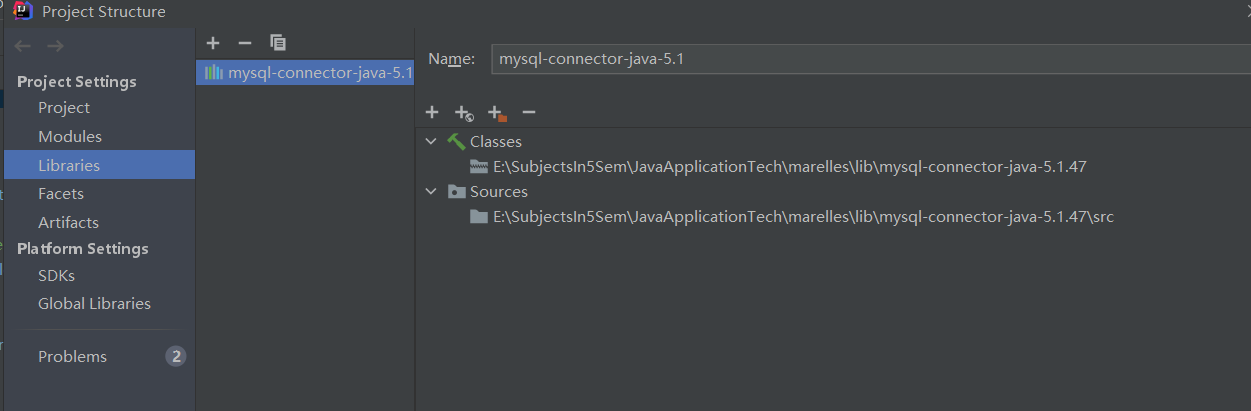 Project Structure
Project Settings
Project
Modules
Libraries
Facets
Artifacts
Platform Settings
SDKs
Global Libraries
Problems 2
mysql-connector-java-5.1
Name: mysql-connector-java-5.1
Classes
E:\SubjectsIn5Sem\JavaApplicationTech\marelles\lib\mysql-connector-java-5.1.47
Sources
E:\SubjectsIn5Sem\JavaApplicationTech\marelles\lib\mysql-connector-java-5.1.47\src